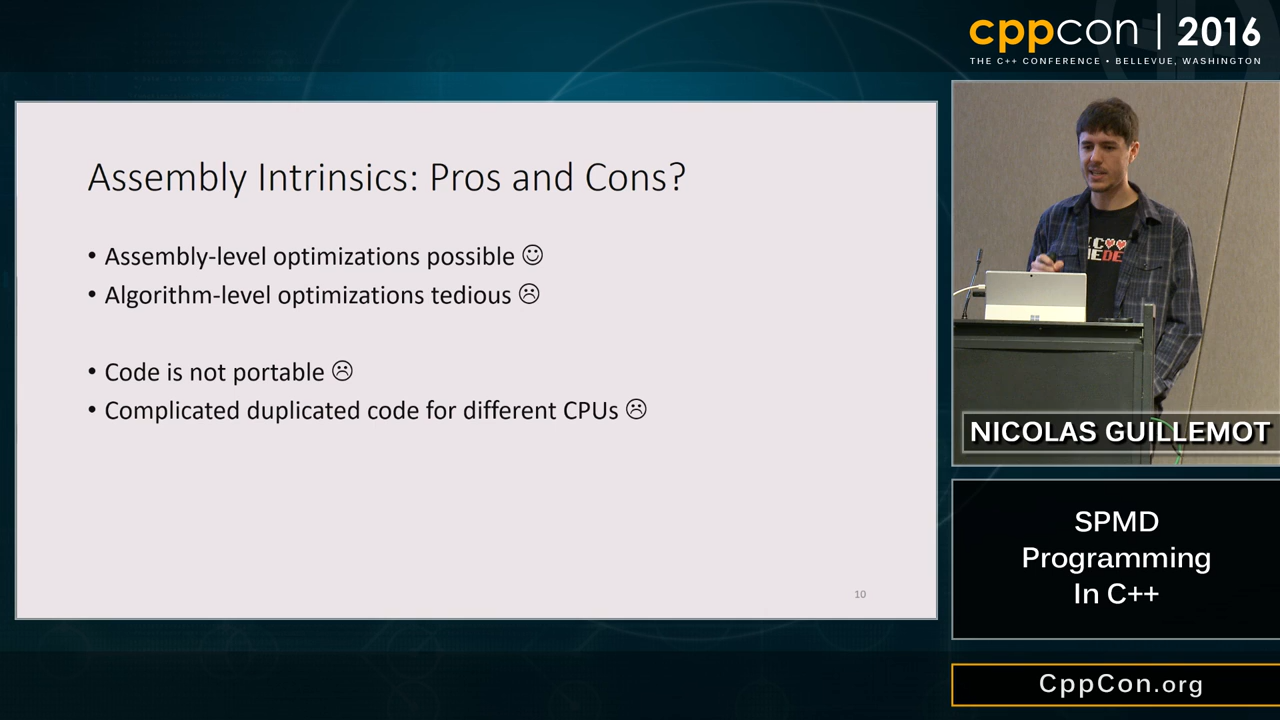 cppcon | 2016
THE C++ CONFERENCE • BELLEVUE, WASHINGTON
Assembly Intrinsics: Pros and Cons?
• Assembly-level optimizations possible ☺
• Algorithm-level optimizations tedious ☹
• Code is not portable ☹
• Complicated duplicated code for different CPUs ☹
10
NICOLAS GUILLEMOT
SPMD
Programming
In C++
CppCon.org